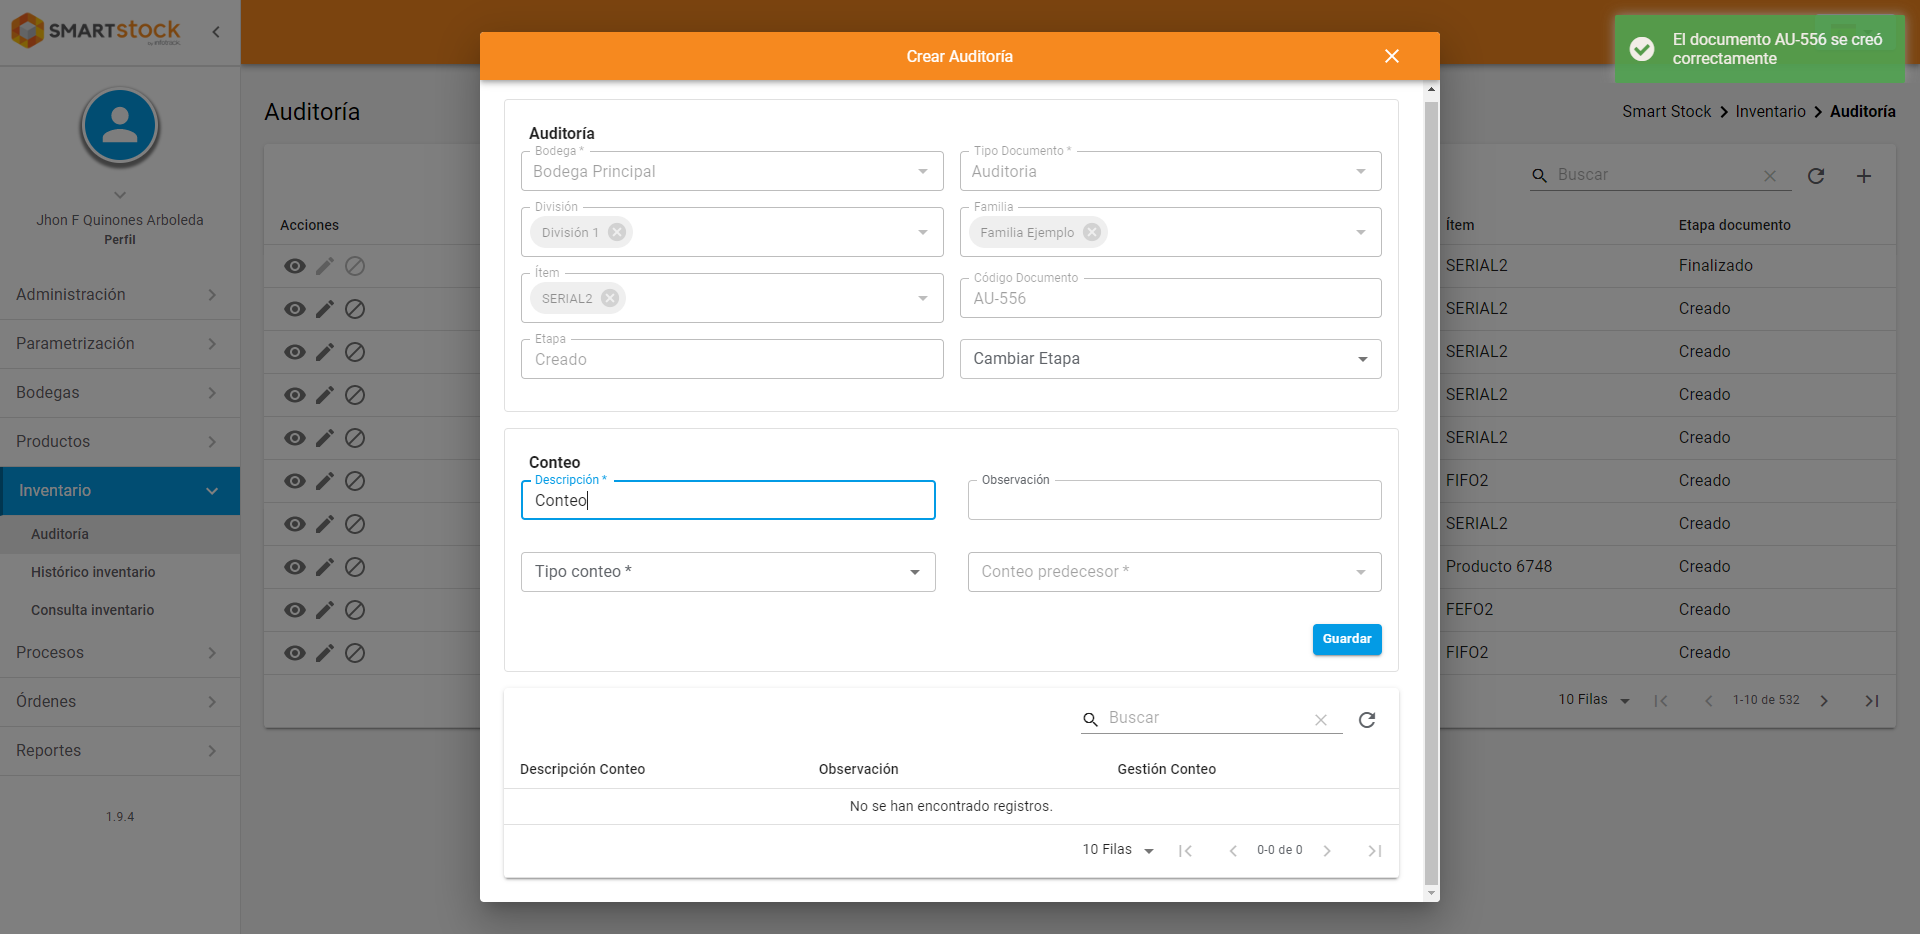 SMARTSTOCK
by infotrack
Jhon F Quinones Arboleda
Perfil
Administración
Parametrización
Bodegas
Productos
Inventario
Auditoría
Histórico inventario
Consulta inventario
Procesos
Órdenes
Reportes
1.9.4
Auditoría
Smart Stock > Inventario > Auditoría
El documento AU-556 se creó
correctamente
Acciones
Buscar
Ítem Etapa documento
SERIAL2 Finalizado
SERIAL2 Creado
SERIAL2 Creado
SERIAL2 Creado
SERIAL2 Creado
FIFO2 Creado
SERIAL2 Creado
Producto 6748 Creado
FEFO2 Creado
FIFO2 Creado
10 Filas 1-10 de 532
Crear Auditoría
Auditoría
Bodega * Tipo Documento *
Bodega Principal Auditoria
División Familia
División 1 Familia Ejemplo
Ítem Código Documento
SERIAL2 AU-556
Etapa
Creado Cambiar Etapa
Conteo
Descripción * Observación
Conteo
Tipo conteo * Conteo predecesor *
Guardar
Buscar
Descripción Conteo Observación Gestión Conteo
No se han encontrado registros.
10 Filas 0-0 de 0